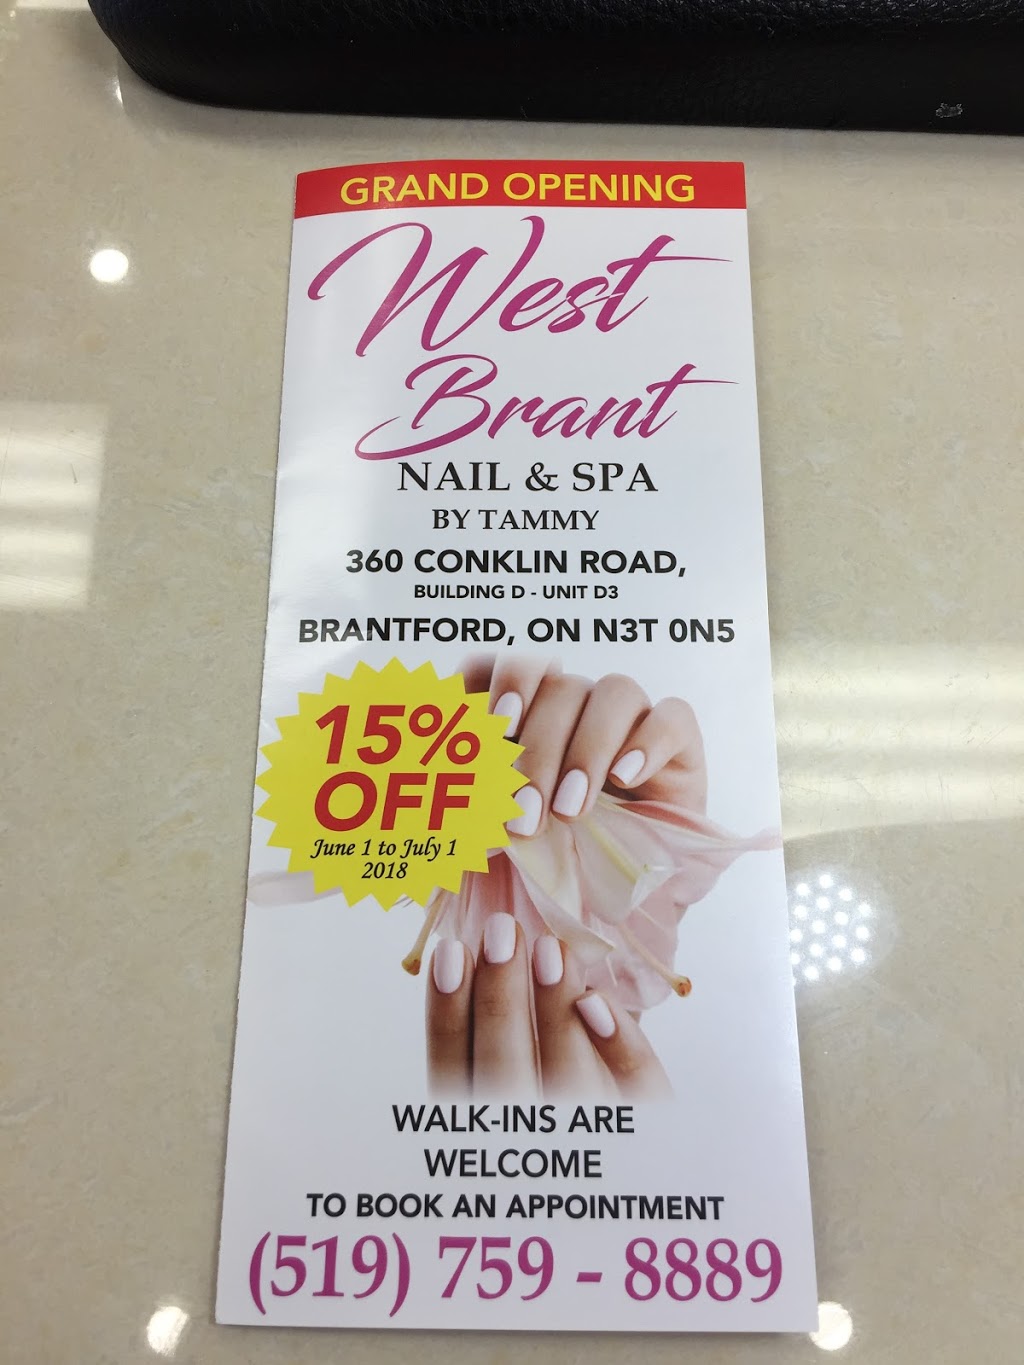 GRAND OPENING
West
Brant
NAIL & SPA
BY TAMMY
360 CONKLIN ROAD,
BUILDING D - UNIT D3
BRANTFORD, ON N3T 0N5
15%
OFF
June 1 to July 1
2018
WALK-INS ARE
WELCOME
TO BOOK AN APPOINTMENT
(519) 759 - 8889